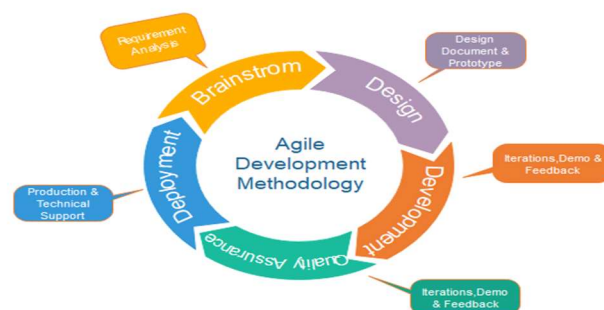 Requirement
Analysis
Brainstrom
Design
Document &
Prototype
Design
Agile
Development
Methodology
Iterations,Demo &
Feedback
Development
Deployment
Production &
Technical
Support
Quality Assurance
Iterations,Demo
& Feedback